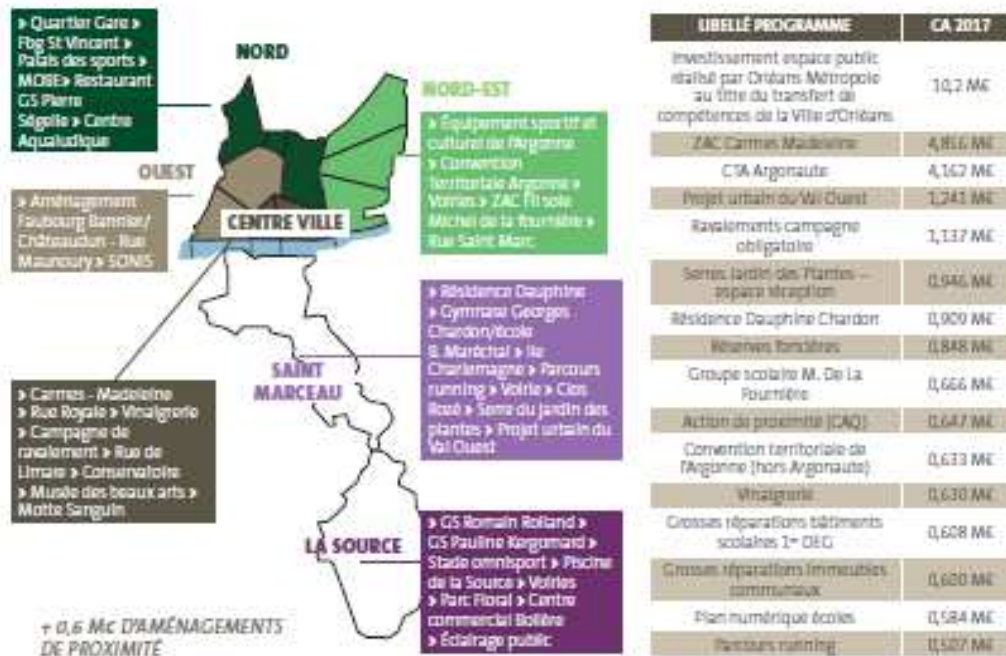 » Quartier Gare »
Fbg St Vincent »
Palais des sports »
MOBE» Restaurant
GS Pierre
Ségelle » Centre
Aqualudique
NORD
NORD-EST
» Équipement sportif et
culturel de l'Argonne
» Convention
Territoriale Argonne »
Voiries » ZAC Fil soie
Michel de la fournière »
Rue Saint Marc
OUEST
» Aménagement
Faubourg Bannier/
Châteaudun - Rue
Maunoury » SONIS
CENTRE VILLE
» Résidence Dauphine
» Gymnase Georges
Chardon/école
B. Maréchal » Ile
Charlemagne » Parcours
running » Voirie » Clos
Rozé » Serre du jardin des
plantes » Projet urbain du
Val Ouest
SAINT
MARCEAU
» Carmes - Madeleine
» Rue Royale » Vinaigrerie
» Campagne de
ravalement » Rue de
Limare » Conservatoire
» Musée des beaux arts »
Motte Sanguin
LA SOURCE
» GS Romain Rolland »
GS Pauline Kergomard »
Stade omnisport » Piscine
de la Source » Voiries
» Parc Floral » Centre
commercial Bolière
» Éclairage public
+ 0,6 M€ D'AMÉNAGEMENTS
DE PROXIMITÉ
LIBELLÉ PROGRAMME CA 2017
Investissement espace public
réalisé par Orléans Métropole
au titre du transfert de
compétences de la Ville d'Orléans
10,2 M€
ZAC Carmes Madeleine 4,816 M€
CTA Argonaute 4,162 M€
Projet urbain du Val Ouest 1,241 M€
Ravalements campagne
obligatoire
1,137 M€
Serres Jardin des Plantes –
espace réception
0,946 M€
Résidence Dauphine Chardon 0,909 M€
Réserves foncières 0,848 M€
Groupe scolaire M. De La
Fournière
0,666 M€
Action de proximité (CAQ) 0,647 M€
Convention territoriale de
l'Argonne (hors Argonaute)
0,633 M€
Vinaigrerie 0,630 M€
Grosses réparations bâtiments
scolaires 1er DEG
0,608 M€
Grosses réparations immeubles
communaux
0,600 M€
Plan numérique écoles 0,584 M€
Parcours running 0,507 M€